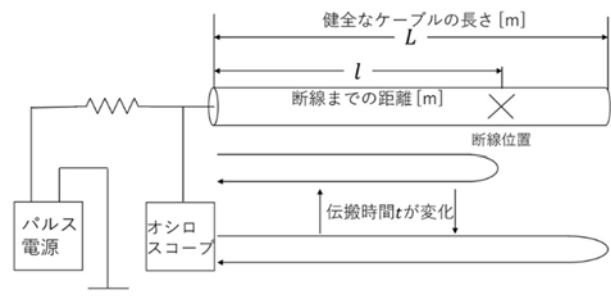 健全なケーブルの長さ[m]
L
l
断線までの距離[m]
断線位置
伝搬時間tが変化
パルス
電源
オシロ
スコープ